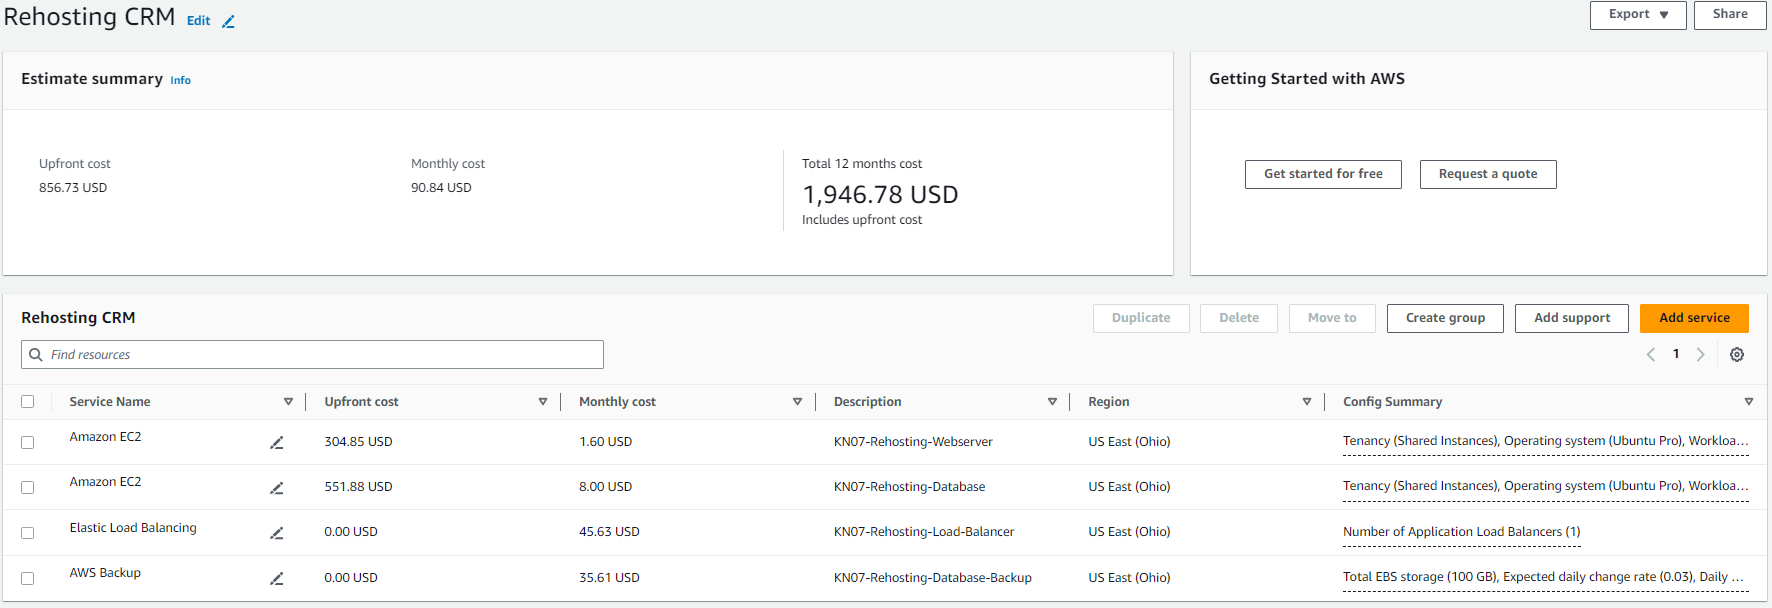 Rehosting CRM Edit
Export Share
Estimate summary Info
Getting Started with AWS
Upfront cost Monthly cost Total 12 months cost
856.73 USD 90.84 USD 1,946.78 USD
Includes upfront cost
Get started for free Request a quote
Rehosting CRM
Duplicate Delete Move to Create group Add support Add service
Find resources
1
Service Name Upfront cost Monthly cost Description Region Config Summary
Amazon EC2 304.85 USD 1.60 USD KN07-Rehosting-Webserver US East (Ohio) Tenancy (Shared Instances), Operating system (Ubuntu Pro), Workloa...
Amazon EC2 551.88 USD 8.00 USD KN07-Rehosting-Database US East (Ohio) Tenancy (Shared Instances), Operating system (Ubuntu Pro), Workloa...
Elastic Load Balancing 0.00 USD 45.63 USD KN07-Rehosting-Load-Balancer US East (Ohio) Number of Application Load Balancers (1)
AWS Backup 0.00 USD 35.61 USD KN07-Rehosting-Database-Backup US East (Ohio) Total EBS storage (100 GB), Expected daily change rate (0.03), Daily ...